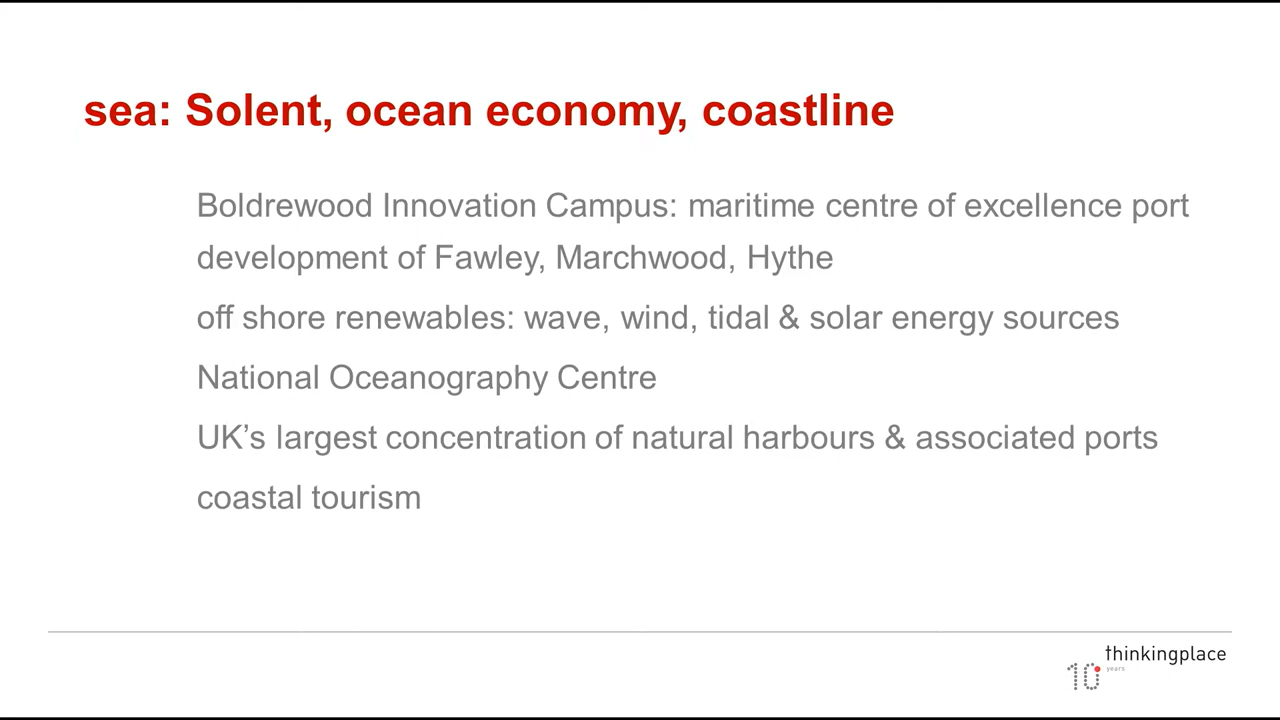 sea: Solent, ocean economy, coastline
Boldrewood Innovation Campus: maritime centre of excellence port
development of Fawley, Marchwood, Hythe
off shore renewables: wave, wind, tidal & solar energy sources
National Oceanography Centre
UK’s largest concentration of natural harbours & associated ports
coastal tourism
thinkingplace
10 years